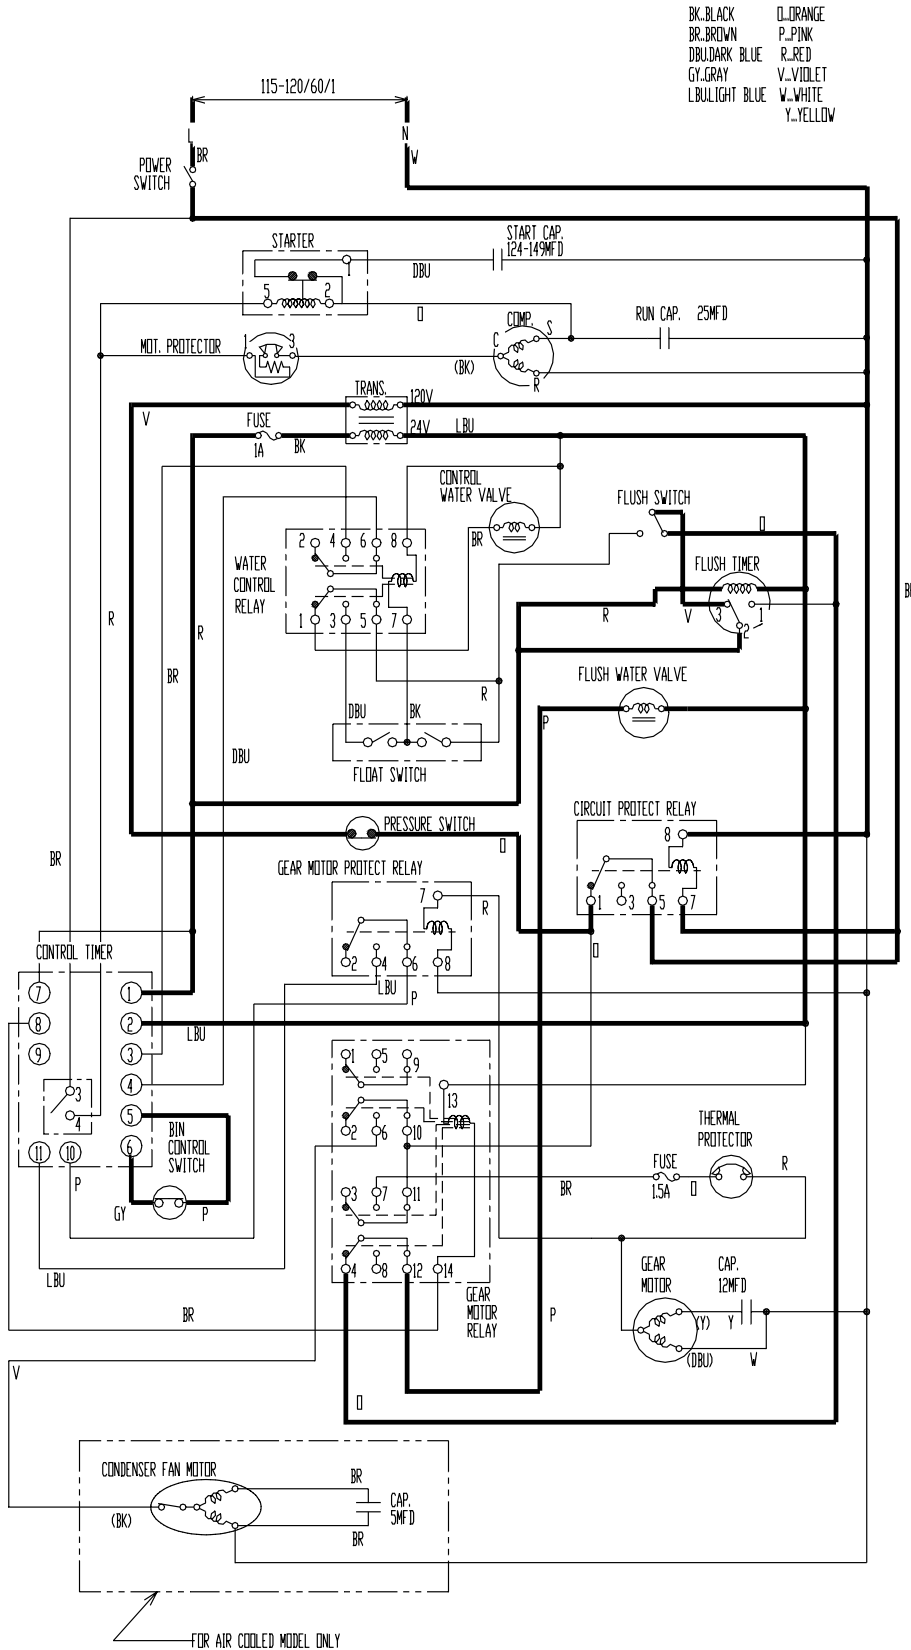 BK..BLACK O...ORANGE
BR..BROWN P...PINK
DBU.DARK BLUE R...RED
GY..GRAY V...VIOLET
LBU.LIGHT BLUE W...WHITE
Y...YELLOW
115-120/60/1
L N
BR W
POWER
SWITCH
STARTER
START CAP.
124-149MFD
1
DBU
5 2
O
RUN CAP. 25MFD
COMP.
C S
R
MOT. PROTECTOR
1 3
(BK)
TRANS.
120V
V
24V
LBU
FUSE
1A
BK
CONTROL
WATER VALVE
BR
FLUSH SWITCH
O
2 4 6 8
WATER
CONTROL
RELAY
1 3 5 7
FLUSH TIMER
3 1
2
R V
R
R
BR
R
FLUSH WATER VALVE
P
DBU BK
FLOAT SWITCH
DBU
PRESSURE SWITCH
O
CIRCUIT PROTECT RELAY
8
1 3 5 7
O
BR
GEAR MOTOR PROTECT RELAY
7
R
2 4 6 8
LBU P
CONTROL TIMER
7 1
8 2
LBU
9 3
4
3
4
5
6
11 10
P
BIN
CONTROL
SWITCH
GY P
LBU
1 5 9
13
2 6 10
3 7 11
4 8 12 14
GEAR
MOTOR
RELAY
BR
THERMAL
PROTECTOR
FUSE
1.5A
O
R
BR
GEAR
MOTOR
CAP.
12MFD
(Y) Y
(DBU) W
P
V
O
CONDENSER FAN MOTOR
BR
(BK)
CAP.
5MFD
BR
FOR AIR COOLED MODEL ONLY